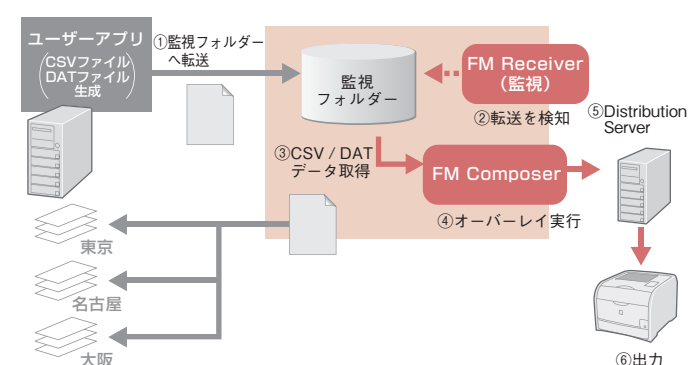 ユーザーアプリ
(CSVファイル
DATファイル
生成)
①監視フォルダー
へ転送
監視
フォルダー
FM Receiver
(監視)
②転送を検知
⑤Distribution
Server
③CSV / DAT
データ取得
FM Composer
④オーバーレイ実行
東京
名古屋
大阪
⑥出力